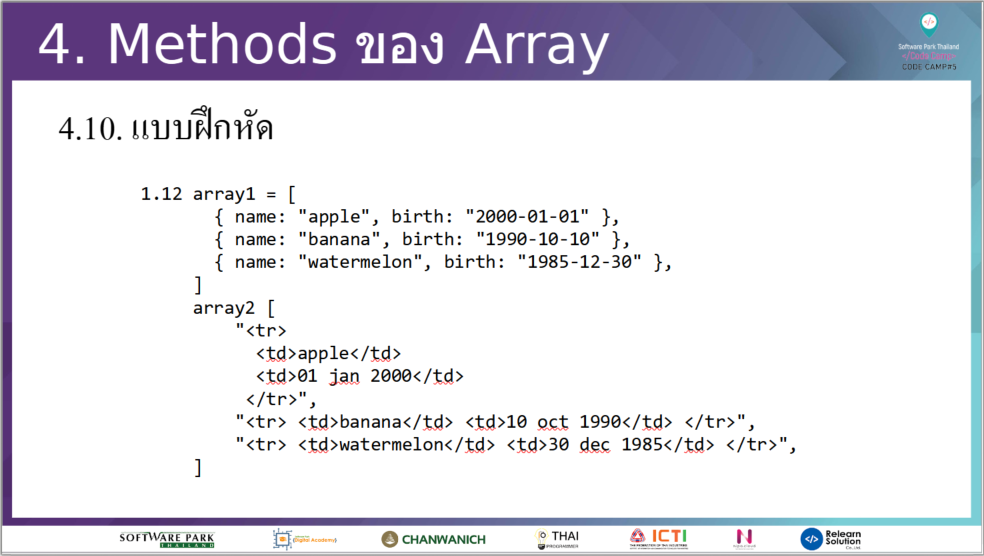 4. Methods ของ Array
Software Park Thailand
</Code Camp>
CODE CAMP#5
4.10. แบบฝึกหัด
1.12 array1 = [
{ name: "apple", birth: "2000-01-01" },
{ name: "banana", birth: "1990-10-10" },
{ name: "watermelon", birth: "1985-12-30" },
]
array2 [
"<tr>
<td>apple</td>
<td>01 jan 2000</td>
</tr>",
"<tr> <td>banana</td> <td>10 oct 1990</td> </tr>",
"<tr> <td>watermelon</td> <td>30 dec 1985</td> </tr>",
]
SOFTWARE PARK
THAILAND
Digital Academy
CHANWANICH
THAI
PROGRAMMER
ICTI
N
</>
Relearn
Solution
Co., Ltd.